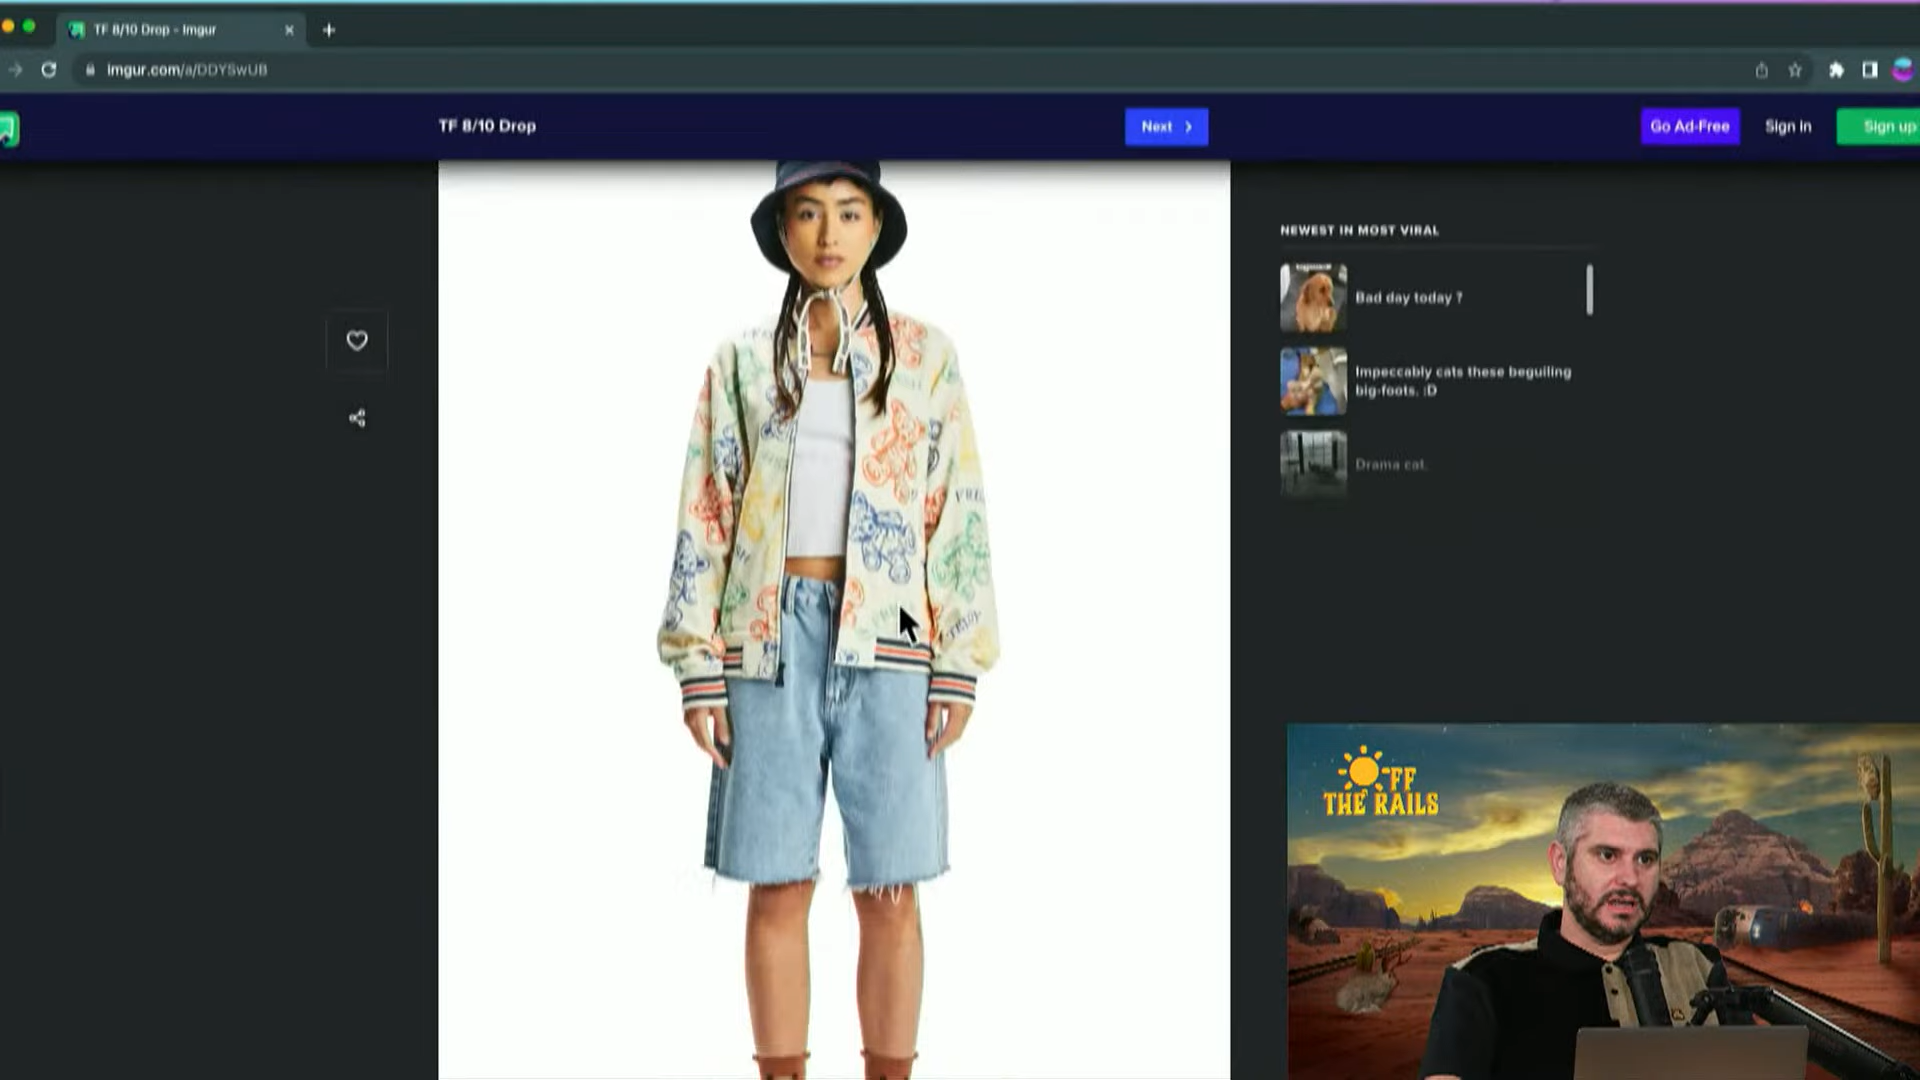 TF 8/10 Drop - Imgur
imgur.com/a/DDYSwUB
TF 8/10 Drop
Next
Go Ad-Free
Sign in
Sign up
NEWEST IN MOST VIRAL
Bad day today ?
Impeccably cats these beguiling
big-foots. :D
Drama cat.
OFF
THE RAILS